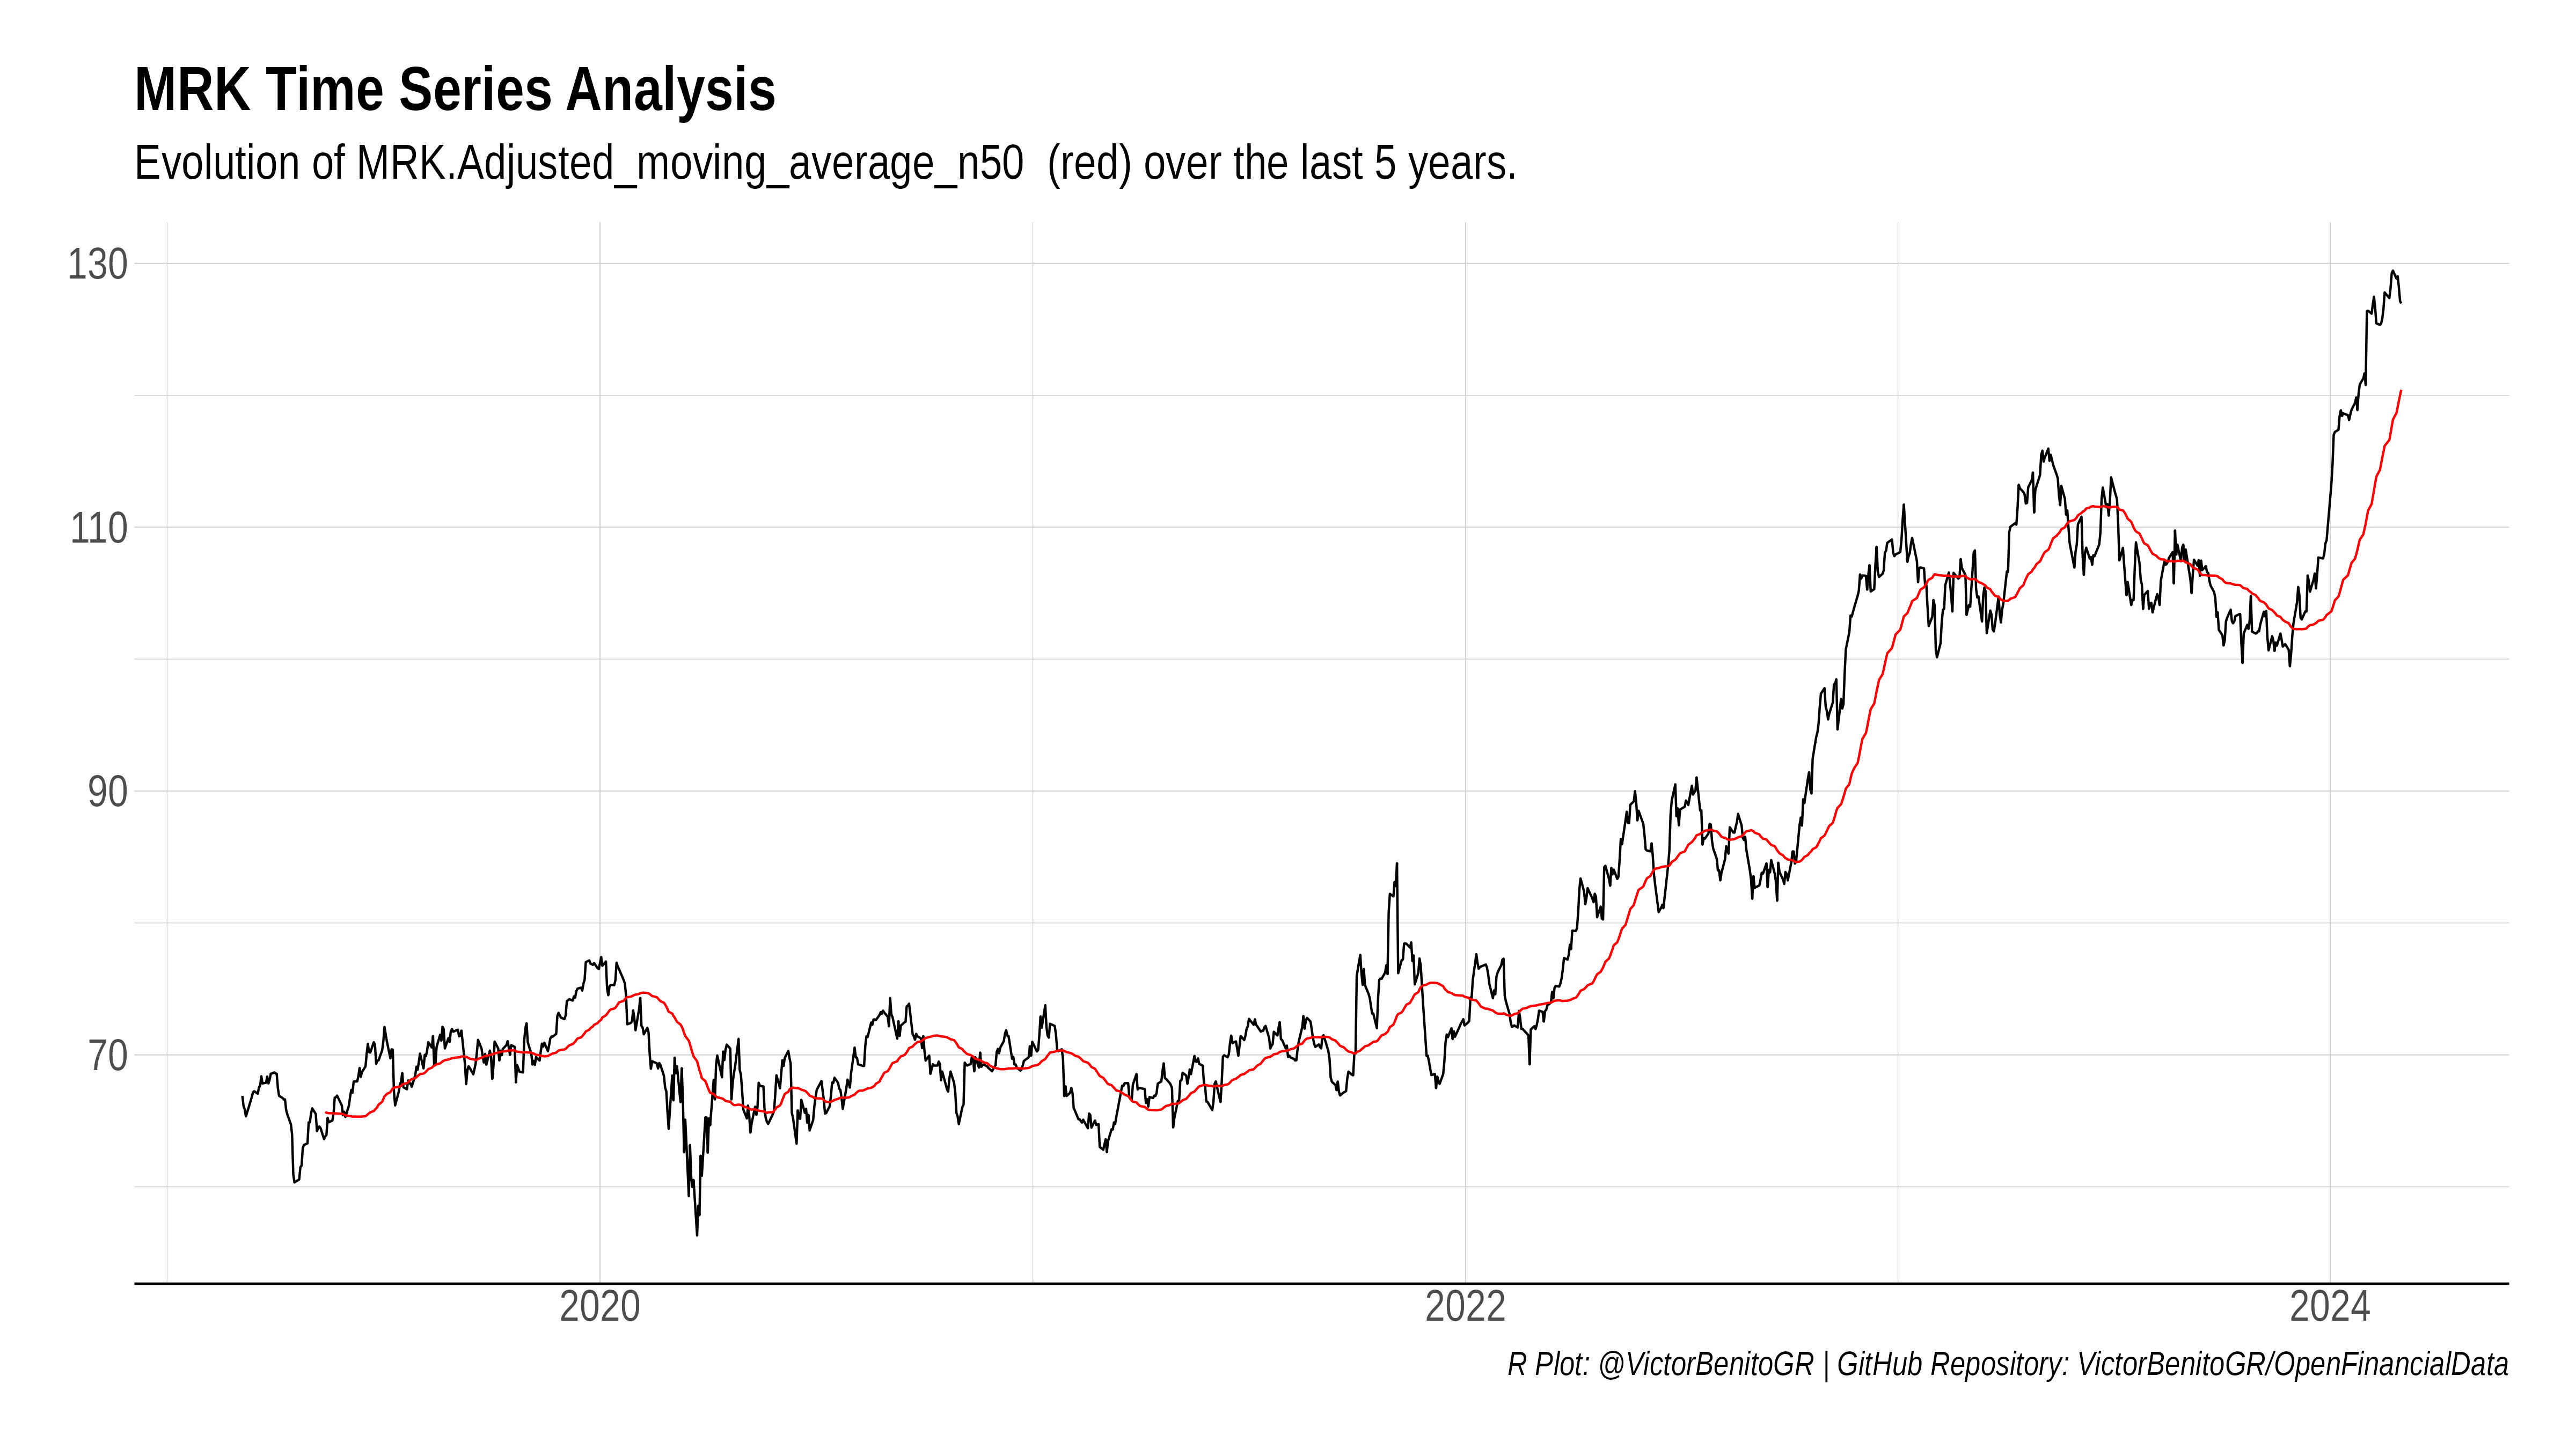 MRK Time Series Analysis
Evolution of MRK.Adjusted_moving_average_n50  (red) over the last 5 years.
130
110
90
70
2020 2022 2024
R Plot: @VictorBenitoGR | GitHub Repository: VictorBenitoGR/OpenFinancialData